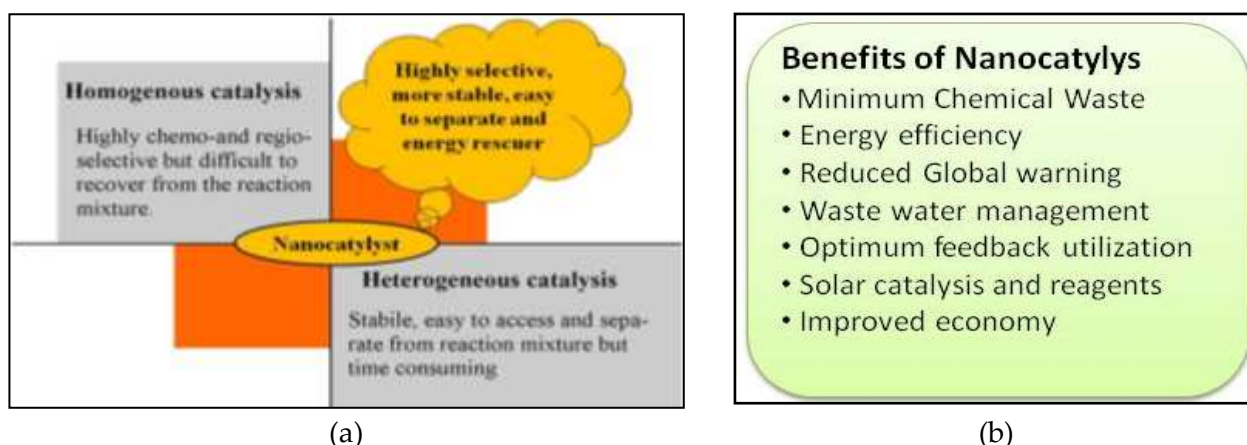 Homogenous catalysis
Highly chemo-and regio-
selective but difficult to
recover from the reaction
mixture.
Highly selective,
more stable, easy
to separate and
energy rescuer
Nanocatylyst
Heterogeneous catalysis
Stabile, easy to access and sepa-
rate from reaction mixture but
time consuming
(a)
Benefits of Nanocatylys
• Minimum Chemical Waste
• Energy efficiency
• Reduced Global warning
• Waste water management
• Optimum feedback utilization
• Solar catalysis and reagents
• Improved economy
(b)